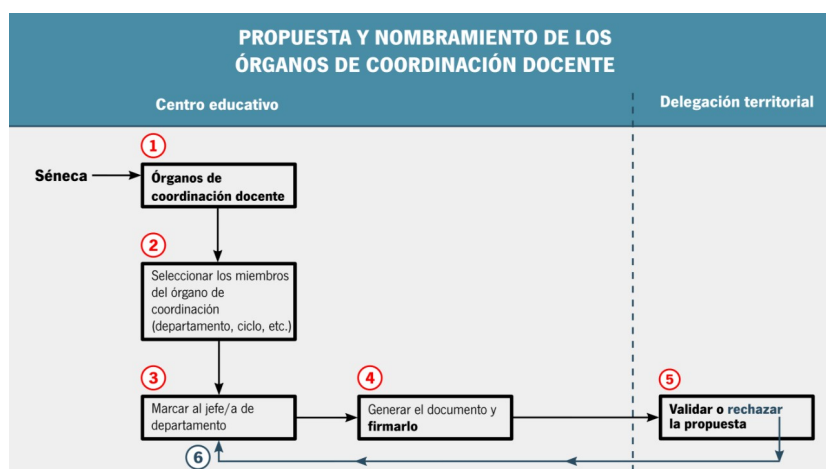 PROPUESTA Y NOMBRAMIENTO DE LOS
ÓRGANOS DE COORDINACIÓN DOCENTE
Centro educativo
Delegación territorial
1
Séneca
Órganos de
coordinación docente
2
Seleccionar los miembros
del órgano de
coordinación
(departamento, ciclo, etc.)
3
Marcar al jefe/a de
departamento
4
Generar el documento y
firmarlo
5
Validar o rechazar
la propuesta
6